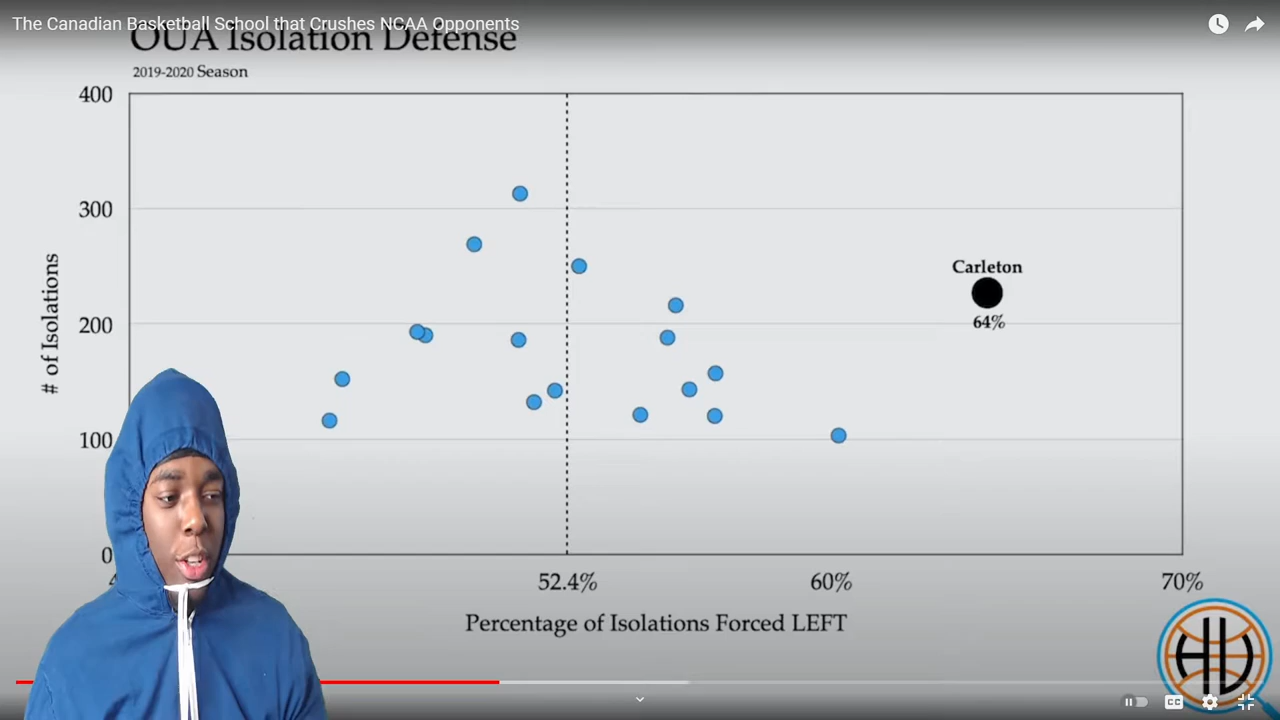 The Canadian Basketball School that Crushes NCAA Opponents
OUA Isolation Defense
2019-2020 Season
400
300
200
100
0
# of Isolations
Carleton
64%
52.4%
60%
70%
Percentage of Isolations Forced LEFT
CC